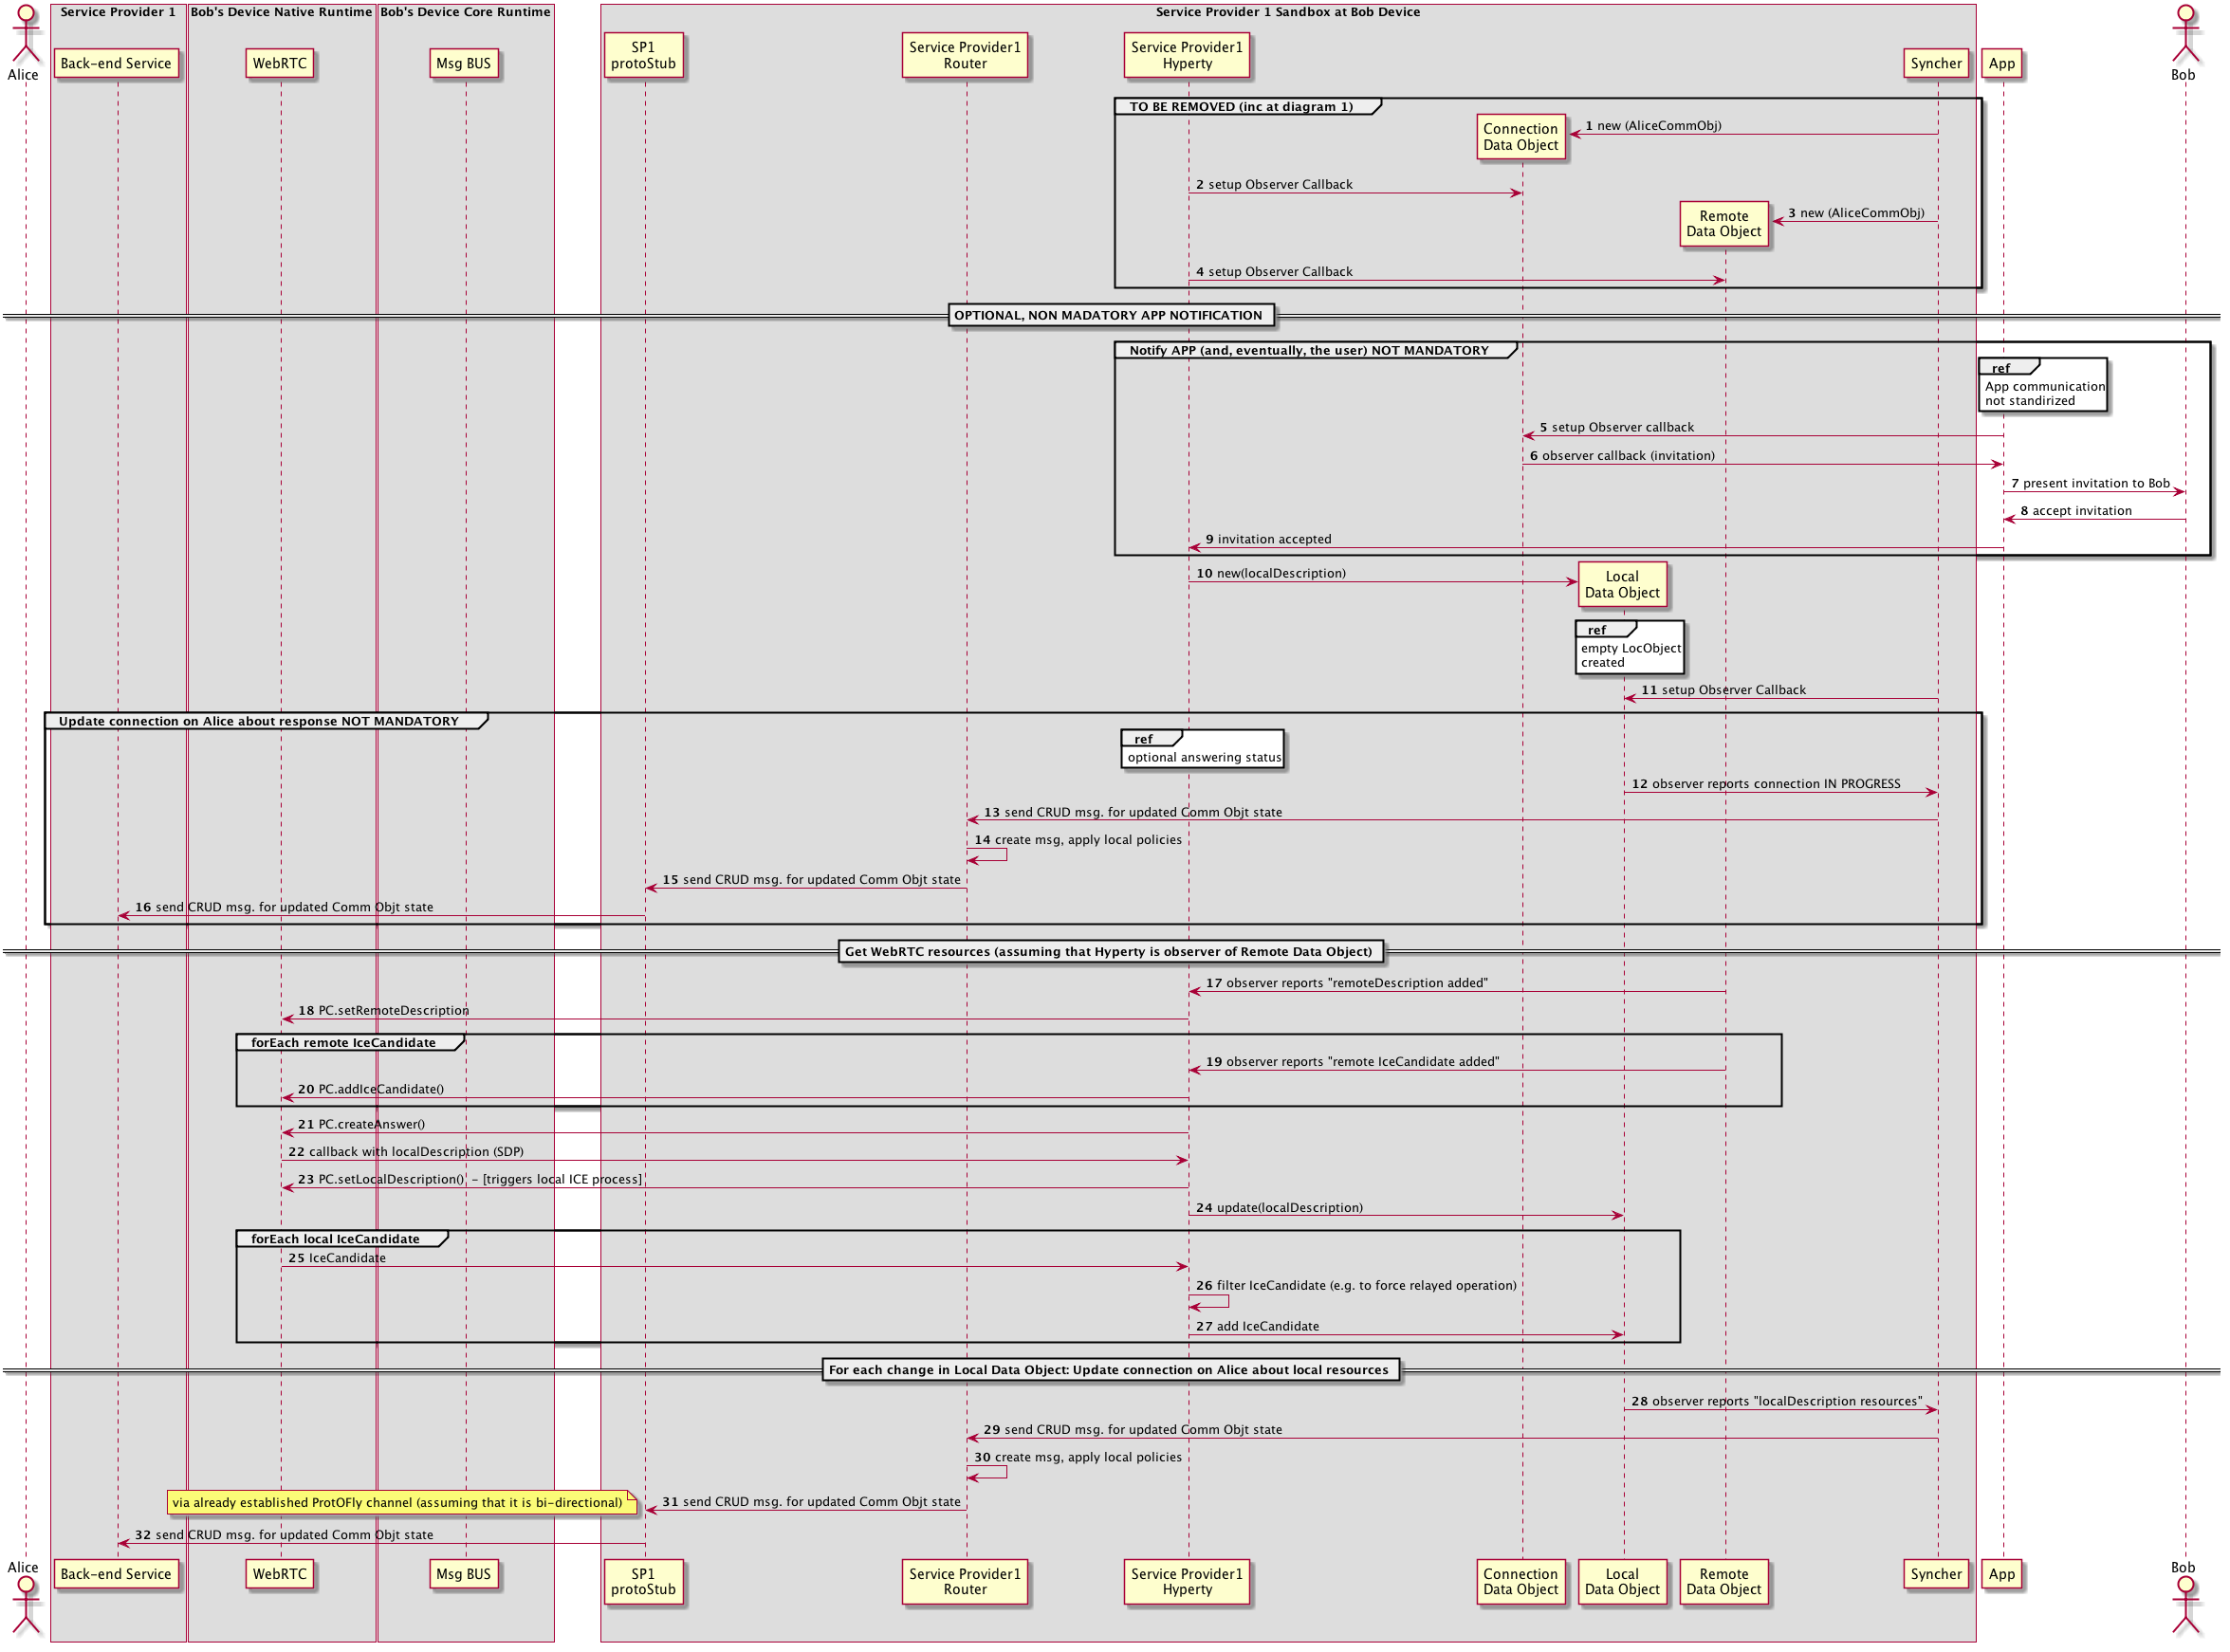 Service Provider 1
Bob's Device Native Runtime
Bob's Device Core Runtime
Service Provider 1 Sandbox at Bob Device
Alice
Back-end Service
WebRTC
Msg BUS
SP1
protoStub
Service Provider1
Router
Service Provider1
Hyperty
Syncher
App
Bob
TO BE REMOVED (inc at diagram 1)
Connection
Data Object
1 new (AliceCommObj)
2 setup Observer Callback
Remote
Data Object
3 new (AliceCommObj)
4 setup Observer Callback
OPTIONAL, NON MADATORY APP NOTIFICATION
Notify APP (and, eventually, the user) NOT MANDATORY
ref
App communication
not standirized
5 setup Observer callback
6 observer callback (invitation)
7 present invitation to Bob
8 accept invitation
9 invitation accepted
10 new(localDescription)
Local
Data Object
ref
empty LocObject
created
11 setup Observer Callback
Update connection on Alice about response NOT MANDATORY
ref
optional answering status
12 observer reports connection IN PROGRESS
13 send CRUD msg. for updated Comm Objt state
14 create msg, apply local policies
15 send CRUD msg. for updated Comm Objt state
16 send CRUD msg. for updated Comm Objt state
Get WebRTC resources (assuming that Hyperty is observer of Remote Data Object)
17 observer reports "remoteDescription added"
18 PC.setRemoteDescription
forEach remote IceCandidate
19 observer reports "remote IceCandidate added"
20 PC.addIceCandidate()
21 PC.createAnswer()
22 callback with localDescription (SDP)
23 PC.setLocalDescription() - [triggers local ICE process]
24 update(localDescription)
forEach local IceCandidate
25 IceCandidate
26 filter IceCandidate (e.g. to force relayed operation)
27 add IceCandidate
For each change in Local Data Object: Update connection on Alice about local resources
28 observer reports "localDescription resources"
29 send CRUD msg. for updated Comm Objt state
30 create msg, apply local policies
via already established ProtOFly channel (assuming that it is bi-directional)
31 send CRUD msg. for updated Comm Objt state
32 send CRUD msg. for updated Comm Objt state
Alice
Back-end Service
WebRTC
Msg BUS
SP1
protoStub
Service Provider1
Router
Service Provider1
Hyperty
Connection
Data Object
Local
Data Object
Remote
Data Object
Syncher
App
Bob